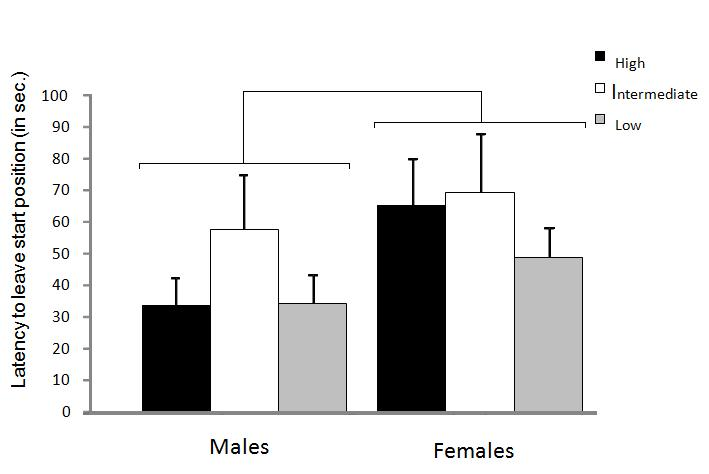 High
Intermediate
Low
Latency to leave start position (in sec.)
100
90
80
70
60
50
40
30
20
10
0
Males
Females